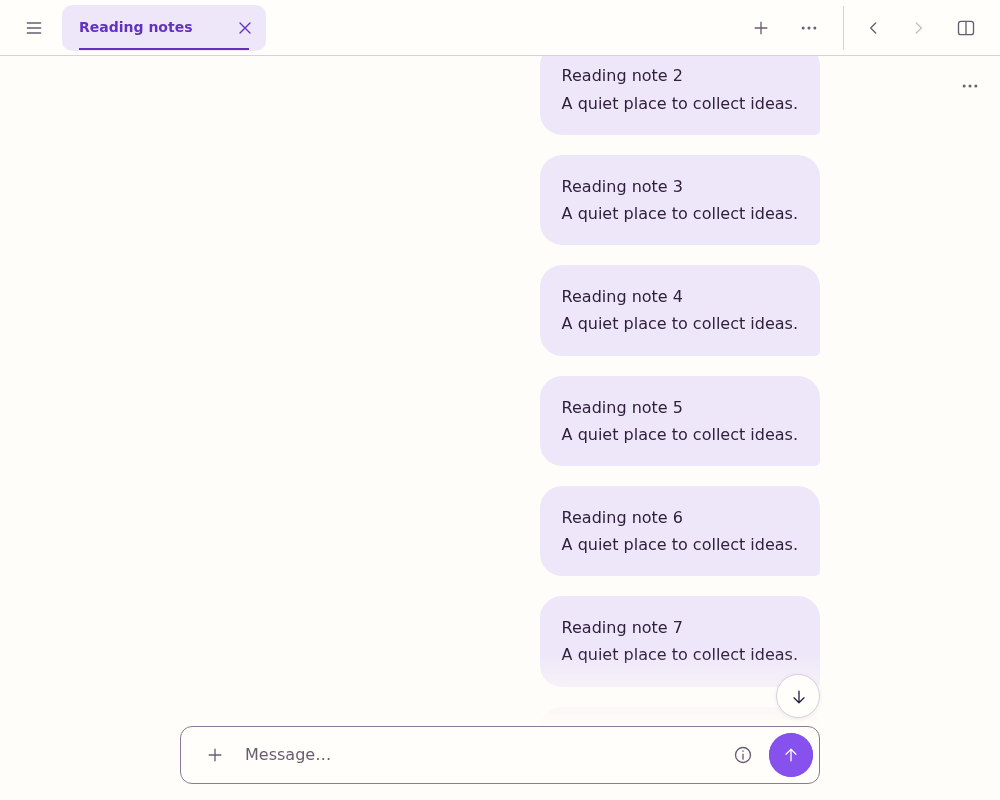 Reading notes
Reading note 2
A quiet place to collect ideas.
Reading note 3
A quiet place to collect ideas.
Reading note 4
A quiet place to collect ideas.
Reading note 5
A quiet place to collect ideas.
Reading note 6
A quiet place to collect ideas.
Reading note 7
A quiet place to collect ideas.
Message…